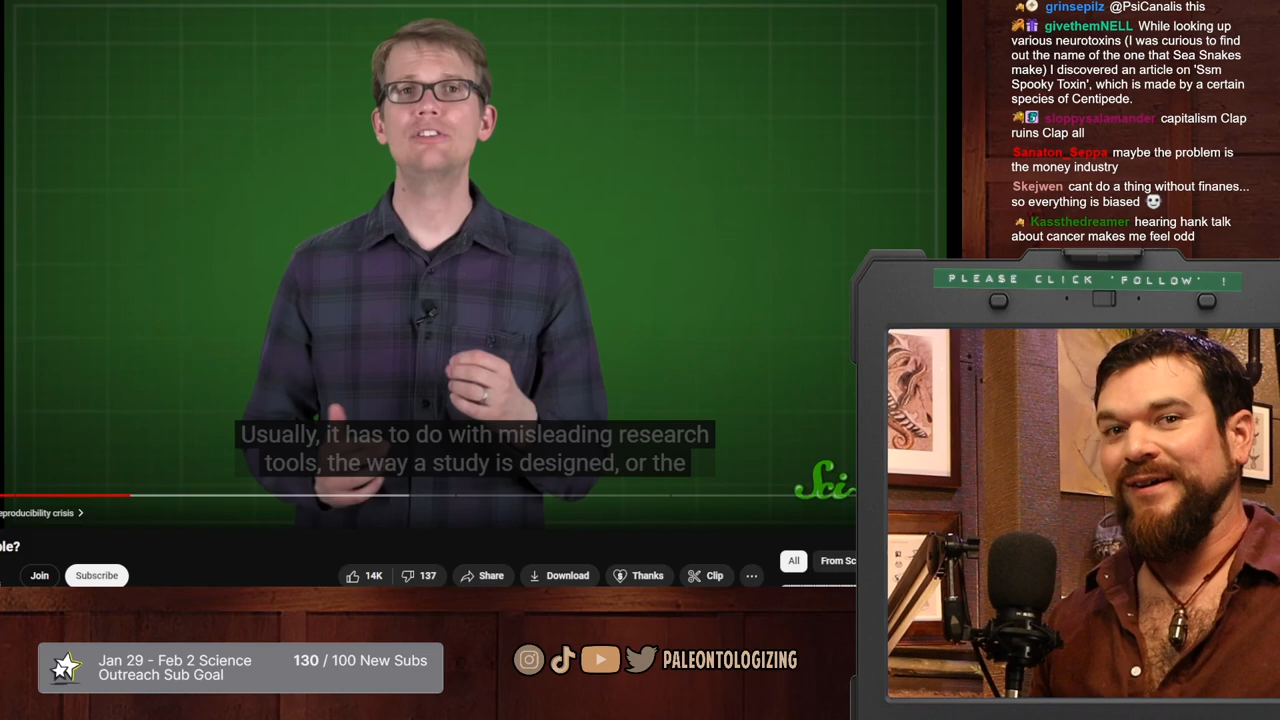 grinsepilz @PsiCanalis this
givethemNELL While looking up
various neurotoxins (I was curious to find
out the name of the one that Sea Snakes
make) I discovered an article on 'Ssm
Spooky Toxin', which is made by a certain
species of Centipede.
sloppysalamander capitalism Clap
ruins Clap all
Sanaton_Seppa maybe the problem is
the money industry
Skejwen cant do a thing without finanes...
so everything is biased
Kassthedreamer hearing hank talk
about cancer makes me feel odd
PLEASE CLICK 'FOLLOW' !
Usually, it has to do with misleading research
tools, the way a study is designed, or the
Sci
eproducibility crisis >
ole?
Join
Subscribe
14K
137
Share
Download
Thanks
Clip
...
All
From Sc
Jan 29 - Feb 2 Science
Outreach Sub Goal
130 / 100 New Subs
PALEONTOLOGIZING